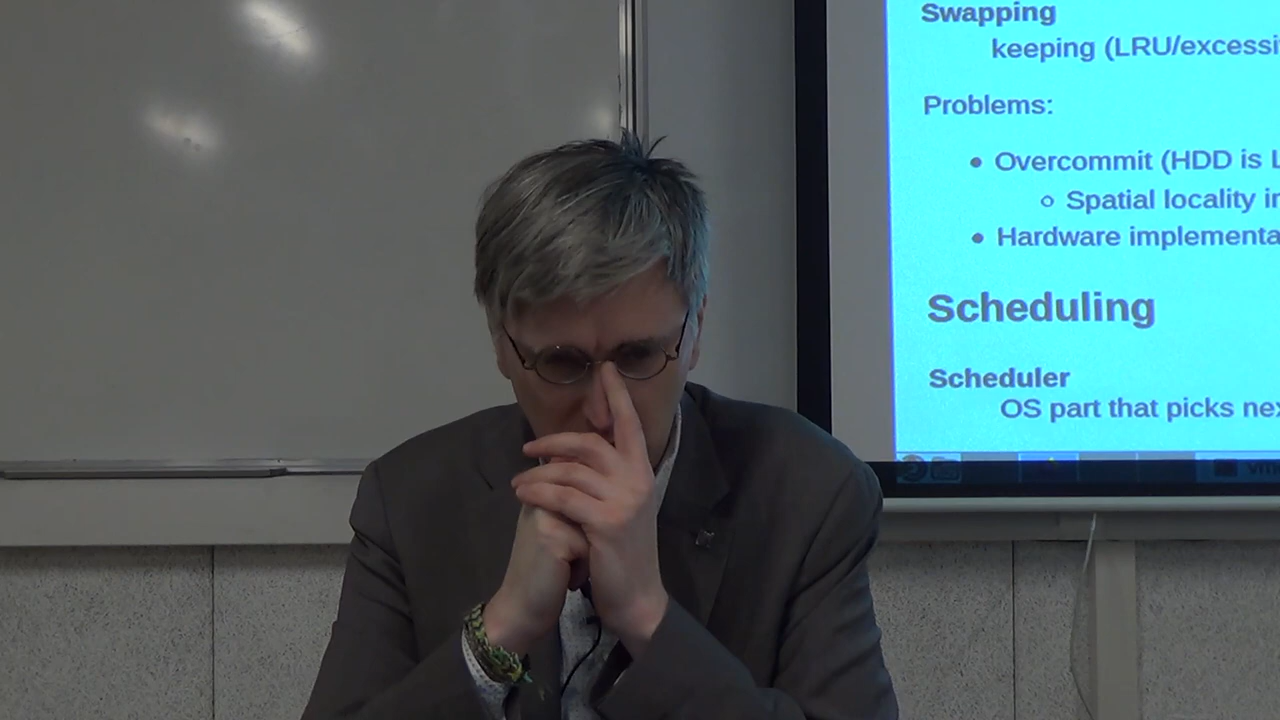 Swapping
keeping (LRU/excessi
Problems:
• Overcommit (HDD is L
○ Spatial locality in
• Hardware implementa
Scheduling
Scheduler
OS part that picks nex